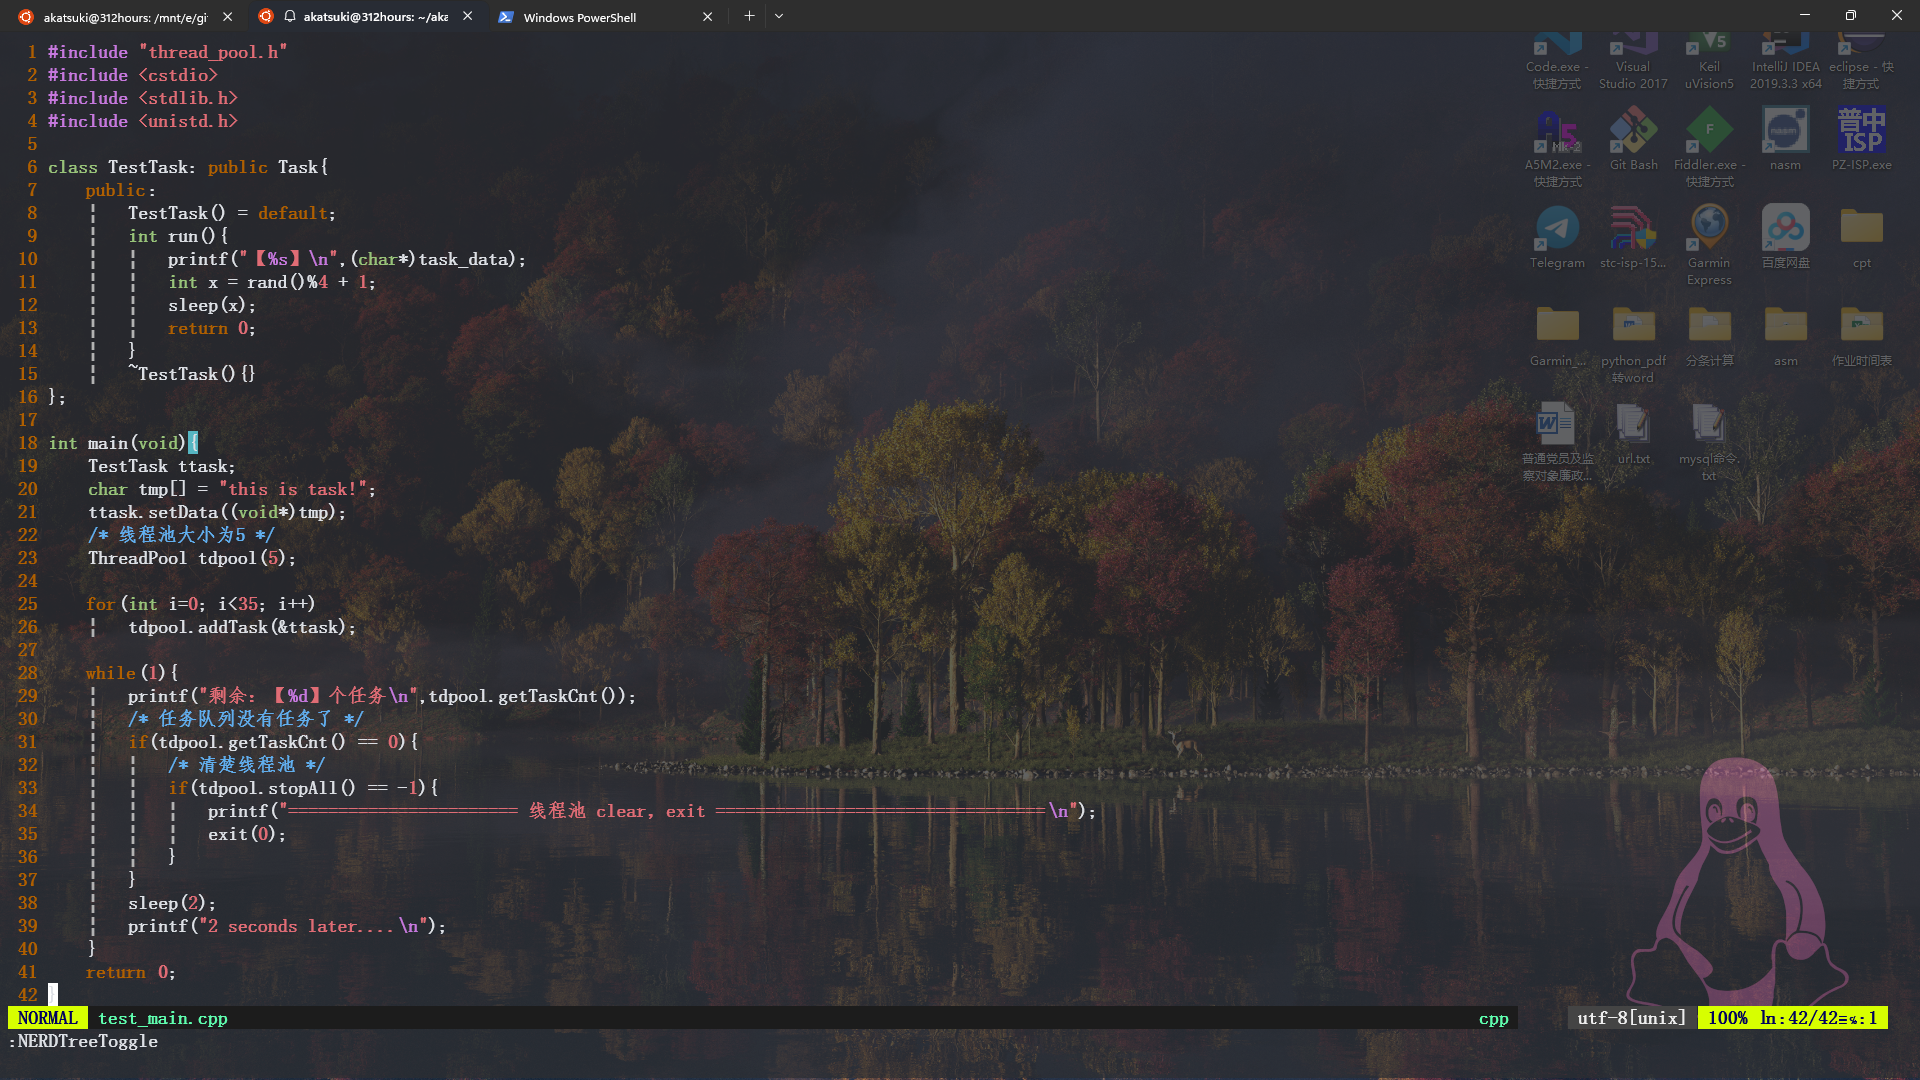 akatsuki@312hours: /mnt/e/gi
akatsuki@312hours: ~/aka
Windows PowerShell
1 #include "thread_pool.h"
2 #include <cstdio>
3 #include <stdlib.h>
4 #include <unistd.h>
5
6 class TestTask: public Task{
7 public:
8 TestTask() = default;
9 int run(){
10 printf("【%s】\n",(char*)task_data);
11 int x = rand()%4 + 1;
12 sleep(x);
13 return 0;
14 }
15 ~TestTask(){}
16 };
17
18 int main(void){
19 TestTask ttask;
20 char tmp[] = "this is task!";
21 ttask.setData((void*)tmp);
22 /* 线程池大小为5 */
23 ThreadPool tdpool(5);
24
25 for(int i=0; i<35; i++)
26 tdpool.addTask(&ttask);
27
28 while(1){
29 printf("剩余: 【%d】个任务\n",tdpool.getTaskCnt());
30 /* 任务队列没有任务了 */
31 if(tdpool.getTaskCnt() == 0){
32 /* 清楚线程池 */
33 if(tdpool.stopAll() == -1){
34 printf("======================= 线程池 clear, exit =================================\n");
35 exit(0);
36 }
37 }
38 sleep(2);
39 printf("2 seconds later....\n");
40 }
41 return 0;
42 }
NORMAL test_main.cpp cpp utf-8[unix] 100% ln:42/42≡℅:1
:NERDTreeToggle
Code.exe - 快捷方式
Visual Studio 2017
Keil uVision5
IntelliJ IDEA 2019.3.3 x64
eclipse - 快捷方式
A5M2.exe - 快捷方式
Git Bash
Fiddler.exe - 快捷方式
nasm
普中 ISP
PZ-ISP.exe
Telegram
stc-isp-15...
Garmin Express
百度网盘
cpt
Garmin_...
python_pdf转word
分条计算
asm
作业时间表
普通党员及监察对象廉政...
url.txt
mysql命令.txt